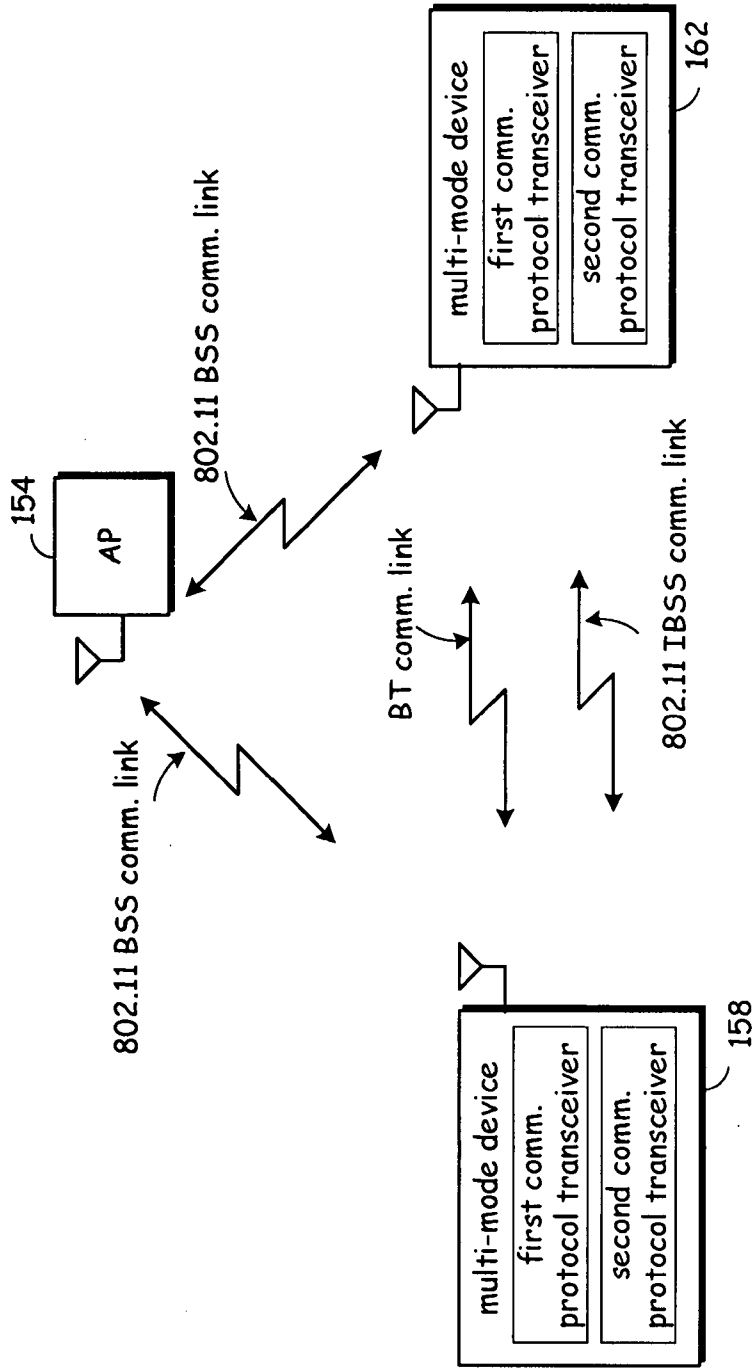 154
AP
802.11 BSS comm. link
802.11 BSS comm. link
BT comm. link
802.11 IBSS comm. link
multi-mode device
first comm.
protocol transceiver
second comm.
protocol transceiver
158
multi-mode device
first comm.
protocol transceiver
second comm.
protocol transceiver
162